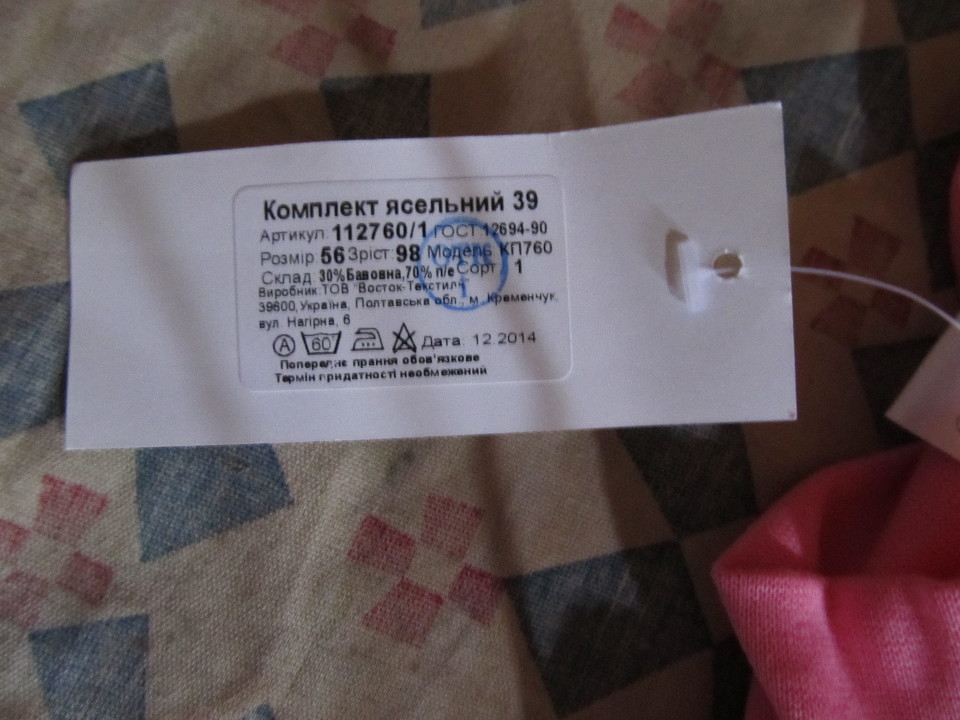 Комплект ясельний 39
Артикул: 112760/1 ГОСТ:12694-90
Розмір: 56 Зріст: 98 Модель: КП760
Склад: 30%Бавовна,70% п/е Сорт: 1
Виробник:ТОВ "Восток-Текстиль"
39600,Україна, Полтавська обл., м. Кременчук,
вул. Нагірна, 6
А 60 Дата: 12.2014
Попереднє прання обов'язкове
Термін придатності необмежений